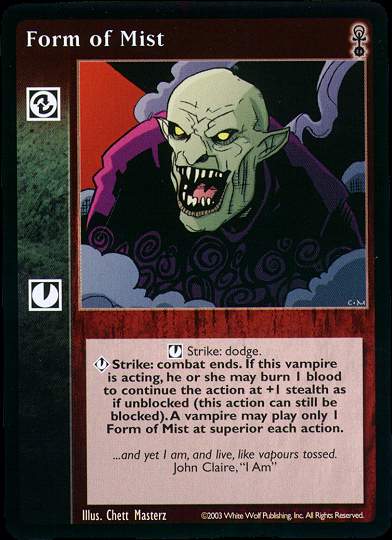 Form of Mist
C.M
Strike: dodge.
Strike: combat ends. If this vampire
is acting, he or she may burn 1 blood
to continue the action at +1 stealth as
if unblocked (this action can still be
blocked). A vampire may play only 1
Form of Mist at superior each action.
...and yet I am, and live, like vapours tossed.
John Claire, "I Am"
Illus. Chett Masterz
©2003 White Wolf Publishing, Inc. All Rights Reserved.